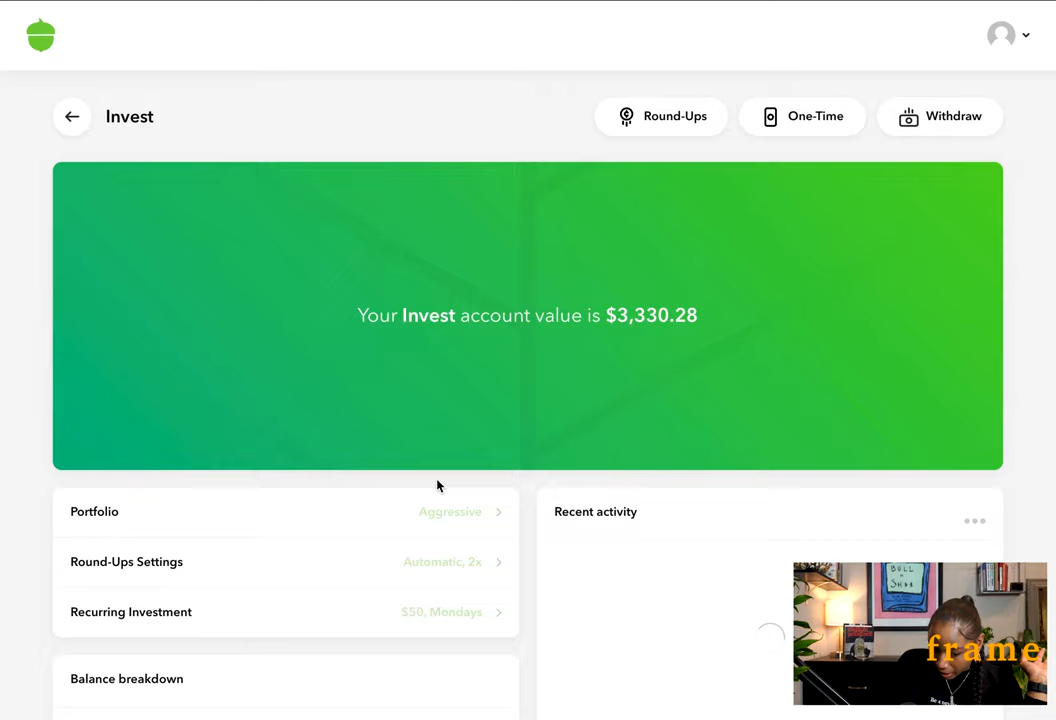 Invest
Round-Ups
One-Time
Withdraw
Your Invest account value is $3,330.28
Portfolio
Aggressive
Round-Ups Settings
Automatic, 2x
Recurring Investment
$50, Mondays
Balance breakdown
Recent activity
BULL
frame